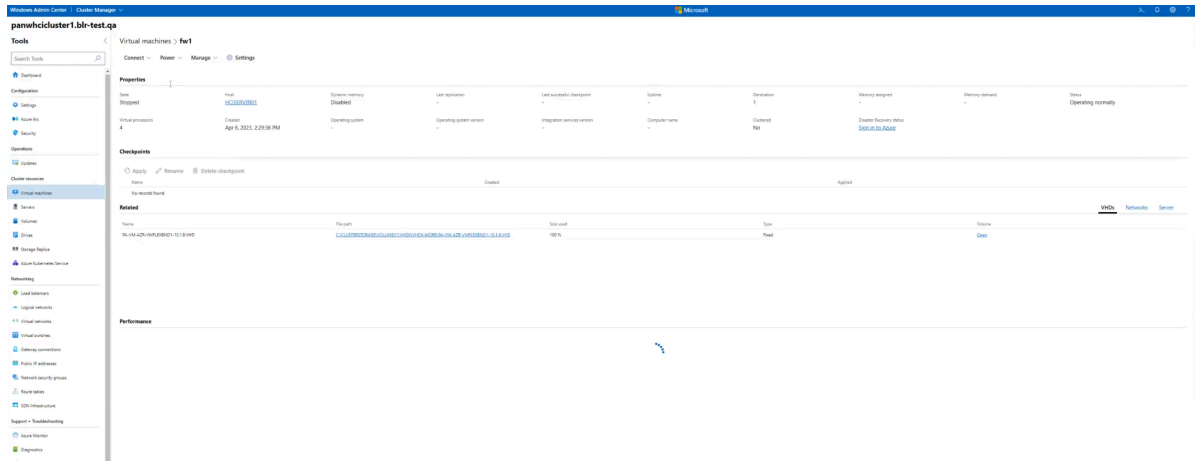 Windows Admin Center | Cluster Manager
Microsoft
panwhcicluster1.blr-test.qa
Tools
Search Tools
Dashboard
Configuration
Settings
Azure Arc
Security
Operations
Updates
Cluster resources
Virtual machines
Servers
Volumes
Drives
Storage Replica
Azure Kubernetes Service
Networking
Load balancers
Logical networks
Virtual networks
Virtual switches
Gateway connections
Public IP addresses
Network security groups
Route tables
SDN Infrastructure
Support + Troubleshooting
Azure Monitor
Diagnostics
Virtual machines > fw1
Connect Power Manage Settings
Properties
State Host Dynamic memory Last replication Last successful checkpoint Uptime Generation Memory assigned Memory demand Status
Stopped HCISERVER01 Disabled - - - 1 - - Operating normally
Virtual processors Created Operating system Operating system version Integration services version Computer name Clustered Disaster Recovery status
4 Apr 6, 2023, 2:29:36 PM - - - - No Sign in to Azure
Checkpoints
Apply Rename Delete checkpoint
Name Created Applied
No records found
Related VHDs Networks Server
Name File path Size used Type Volume
100 % Fixed Open
Performance